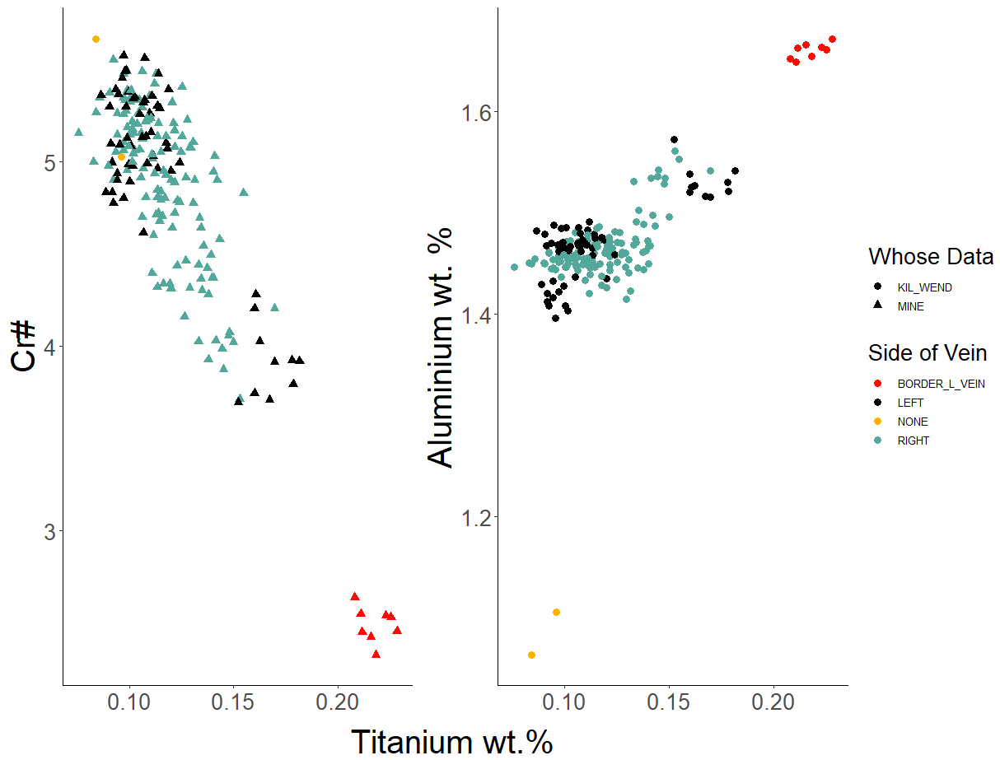 Cr#
5
4
3
0.10
0.15
0.20
Aluminium wt. %
1.6
1.4
1.2
0.10
0.15
0.20
Titanium wt.%
Whose Data
KIL_WEND
MINE
Side of Vein
BORDER_L_VEIN
LEFT
NONE
RIGHT